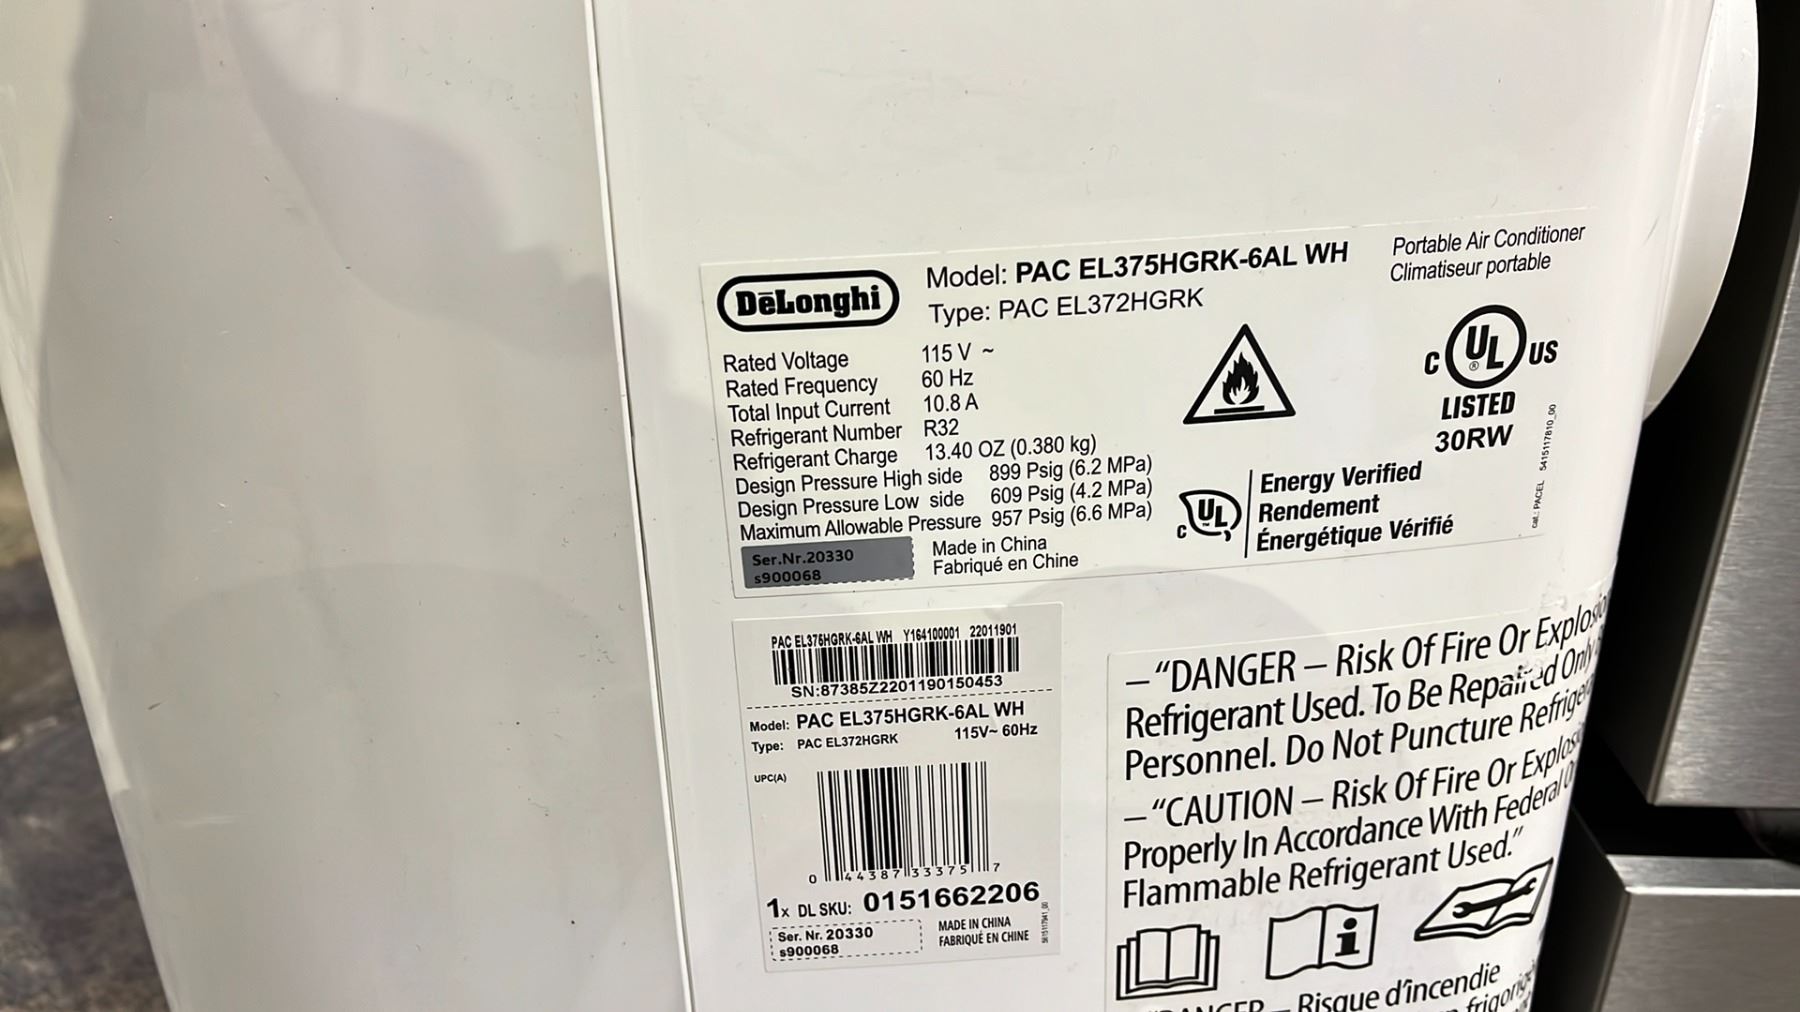 DeLonghi
Model: PAC EL375HGRK-6AL WH
Type: PAC EL372HGRK
Portable Air Conditioner
Climatiseur portable
Rated Voltage 115 V ~
Rated Frequency 60 Hz
Total Input Current 10.8 A
Refrigerant Number R32
Refrigerant Charge 13.40 OZ (0.380 kg)
Design Pressure High side 899 Psig (6.2 MPa)
Design Pressure Low side 609 Psig (4.2 MPa)
Maximum Allowable Pressure 957 Psig (6.6 MPa)
Ser.Nr.20330
s900068
Made in China
Fabriqué en Chine
C UL ® US
LISTED
30RW
C UL ™
Energy Verified
Rendement
Énergétique Vérifié
cat.: PACEL 5415117810_00
PAC EL375HGRK-6AL WH Y164100001 22011901
SN:87385Z2201190150453
Model: PAC EL375HGRK-6AL WH
Type: PAC EL372HGRK 115V~ 60Hz
UPC(A)
0 44387 33375 7
1x DL SKU: 0151662206
Ser. Nr. 20330
s900068
MADE IN CHINA
FABRIQUÉ EN CHINE
–"DANGER – Risk Of Fire Or Explosio
Refrigerant Used. To Be Repaired Only
Personnel. Do Not Puncture Refrige
–"CAUTION – Risk Of Fire Or Explos
Properly In Accordance With Federal
Flammable Refrigerant Used."
Risque d'incendie